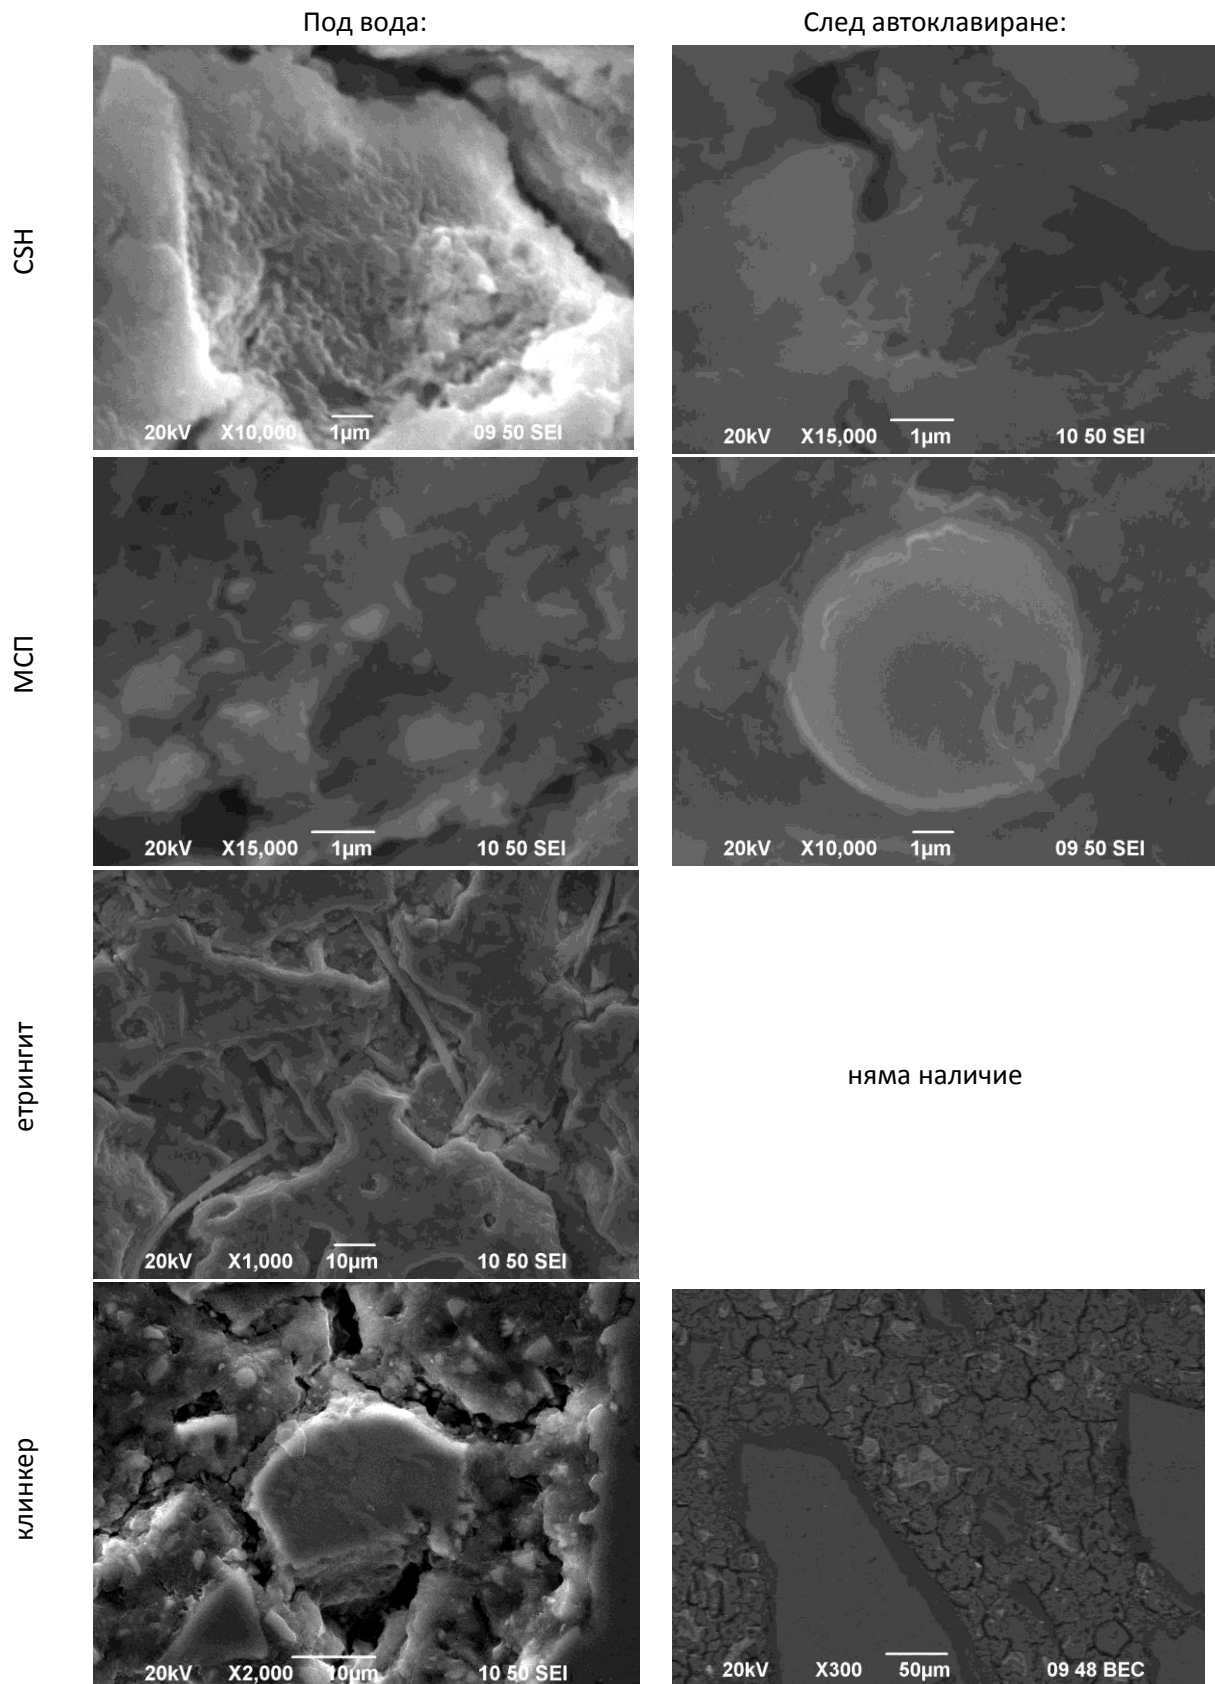 Под вода:
След автоклавиране:
CSH
20kV X10,000 1µm 09 50 SEI
20kV X15,000 1µm 10 50 SEI
МСП
20kV X15,000 1µm 10 50 SEI
20kV X10,000 1µm 09 50 SEI
етрингит
20kV X1,000 10µm 10 50 SEI
няма наличие
клинкер
20kV X2,000 10µm 10 50 SEI
20kV X300 50µm 09 48 BEC